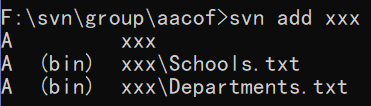 F:\svn\group\aacof>svn add xxx
A         xxx
A  (bin)  xxx\Schools.txt
A  (bin)  xxx\Departments.txt